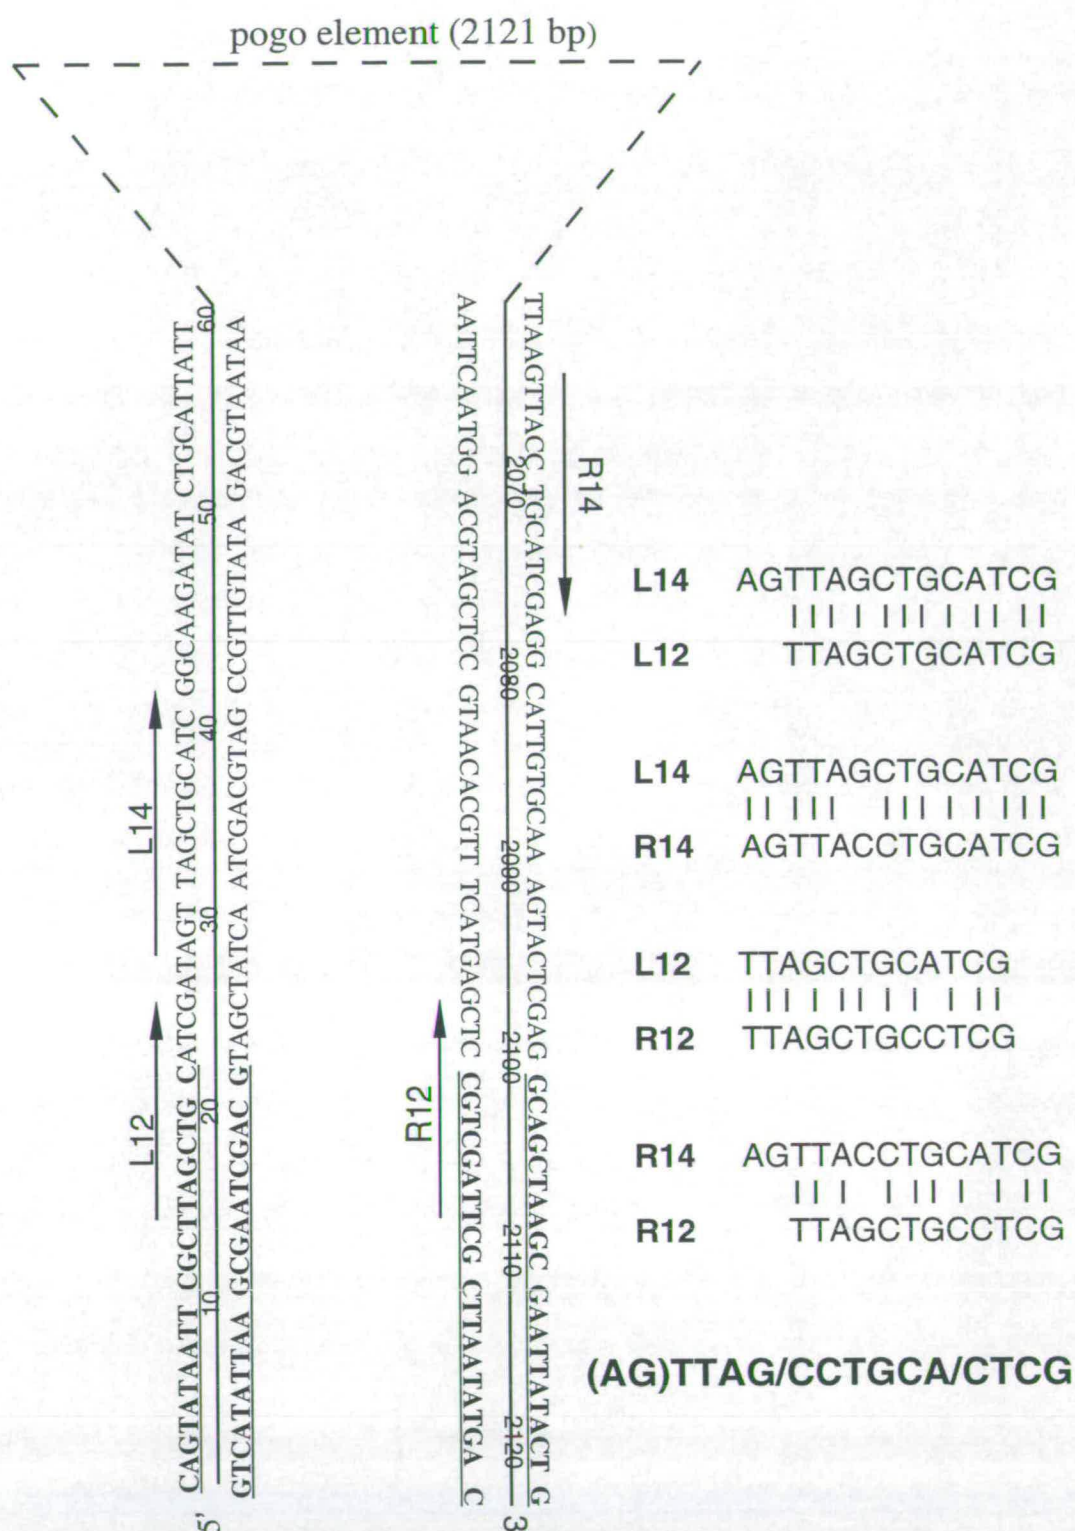 pogo element (2121 bp)
L12
L14
CAGTATAATT CGCTTAGCTG CATCGATAGT TAGCTGCATC GGCAAGATAT CTGCATTATT
10 20 30 40 50 60
GTCATATTAA GCGAATCGAC GTAGCTATCA ATCGACGTAG CCGTTGTATA GACGTAATAA
5'
R14
TTAAGTTACC TGCATCGAGG CATTGTGCAA AGTACTCGAG GCAGCTAAGC GAATTATACT G
2070 2080 2090 2100 2110 2120
AATTCAATGG ACGTAGCTCC GTAACACGTT TCATGAGCTC CGTCGATTCG CTTAATATGA C
R12
3
L14 AGTTAGCTGCATCG
L12 TTAGCTGCATCG
L14 AGTTAGCTGCATCG
R14 AGTTACCTGCATCG
L12 TTAGCTGCATCG
R12 TTAGCTGCCTCG
R14 AGTTACCTGCATCG
R12 TTAGCTGCCTCG
(AG)TTAG/CCTGCA/CTCG